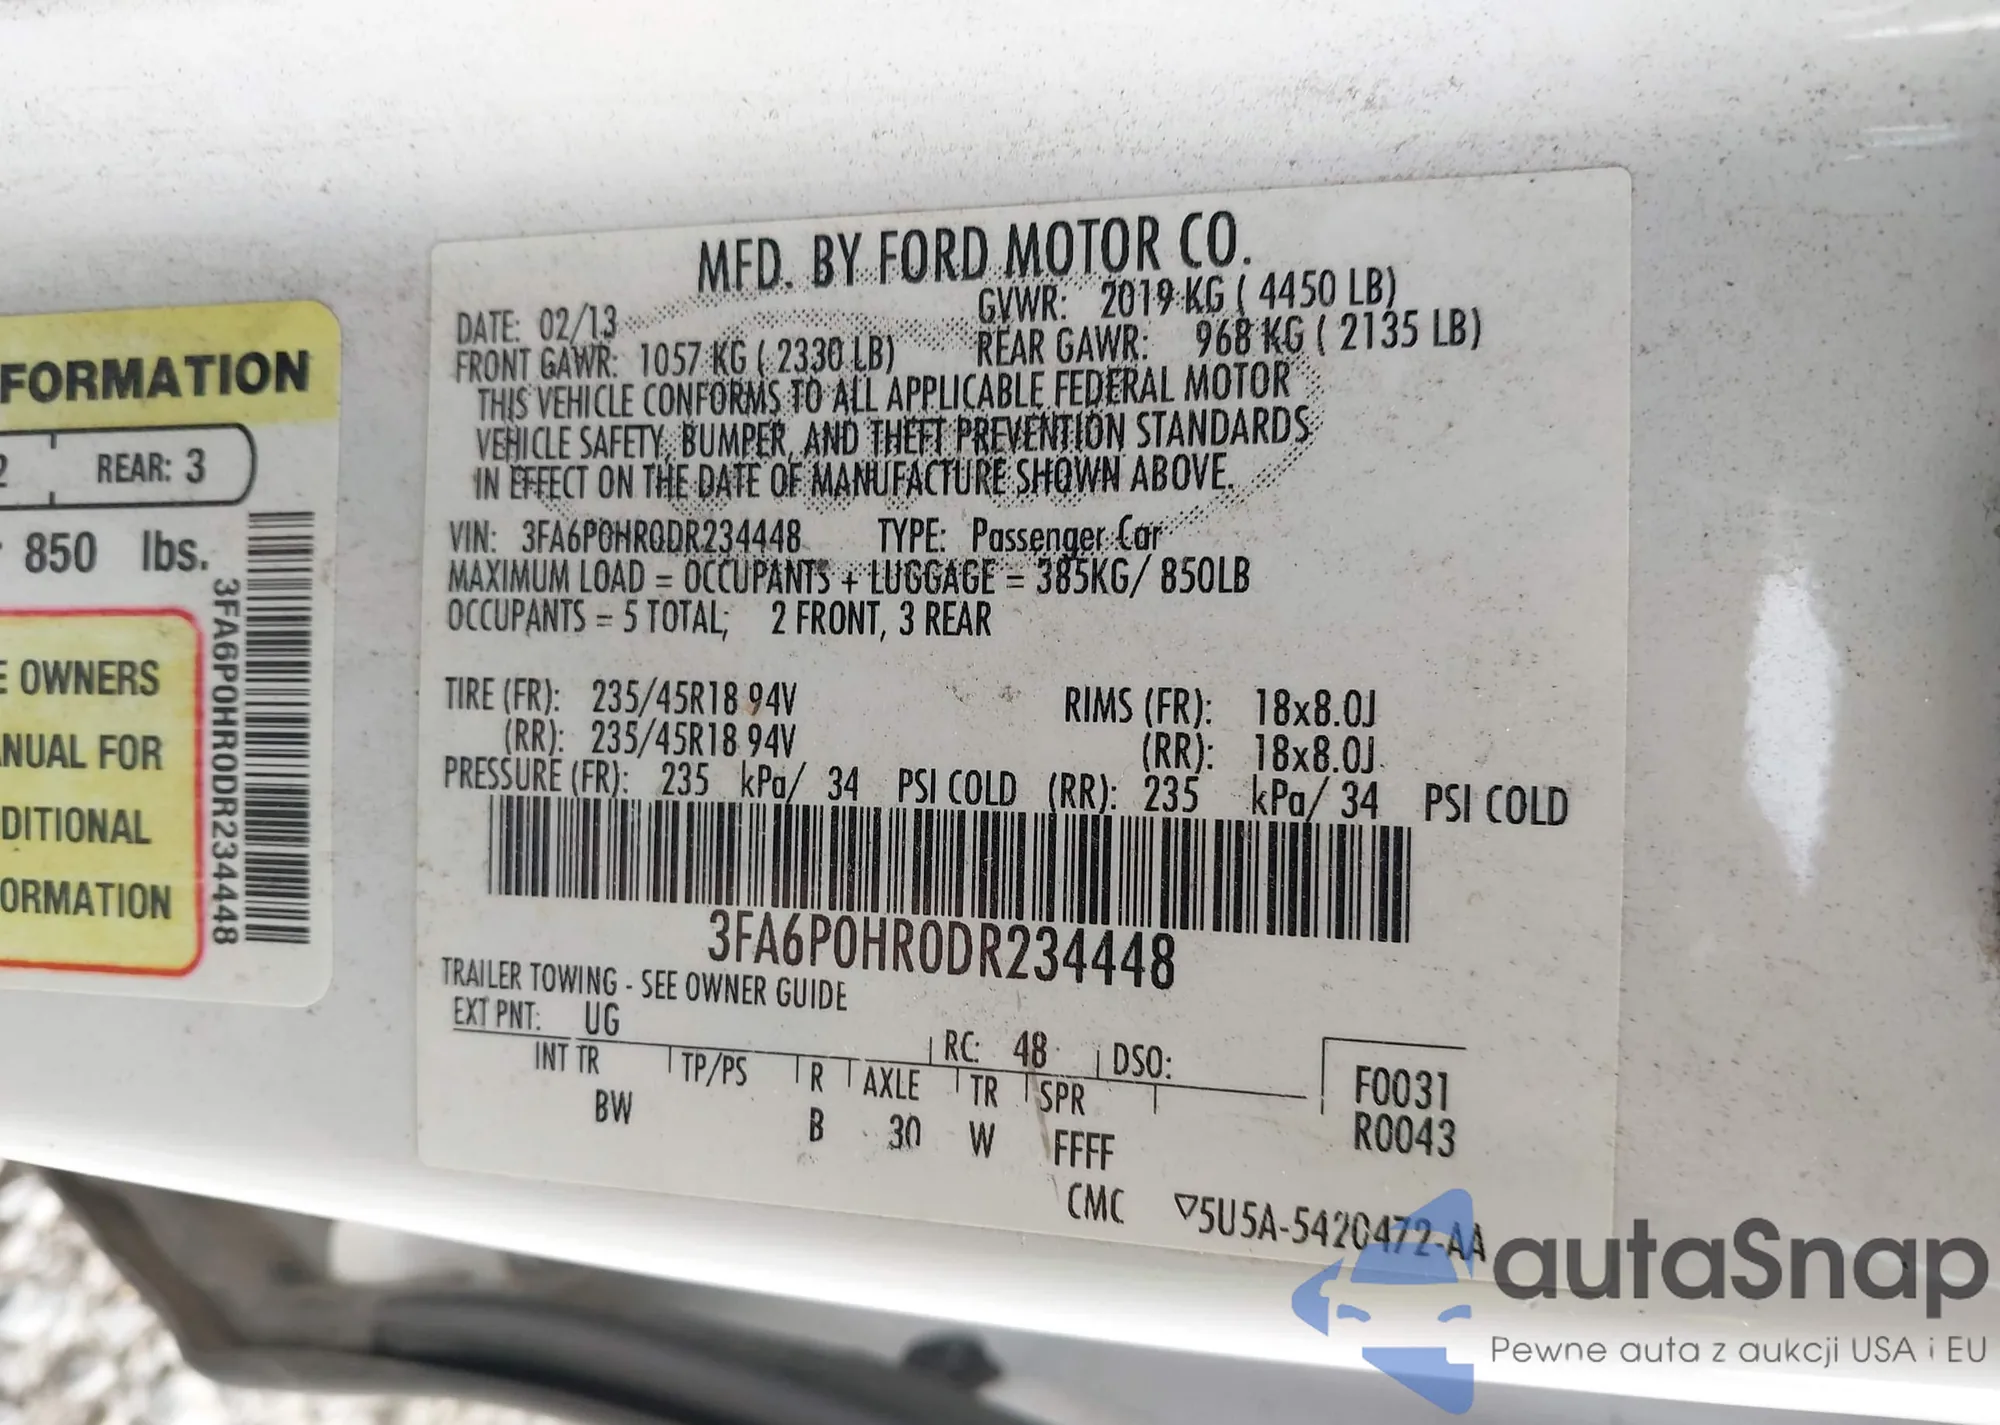 FORMATION
2 REAR: 3
850 lbs.
3FA6P0HR0DR234448
E OWNERS
ANUAL FOR
DITIONAL
ORMATION
MFD. BY FORD MOTOR CO.
DATE: 02/13 GVWR: 2019 KG ( 4450 LB)
FRONT GAWR: 1057 KG ( 2330 LB) REAR GAWR: 968 KG ( 2135 LB)
THIS VEHICLE CONFORMS TO ALL APPLICABLE FEDERAL MOTOR
VEHICLE SAFETY, BUMPER, AND THEFT PREVENTION STANDARDS
IN EFFECT ON THE DATE OF MANUFACTURE SHOWN ABOVE.
VIN: 3FA6P0HR0DR234448 TYPE: Passenger Car
MAXIMUM LOAD = OCCUPANTS + LUGGAGE = 385KG/ 850LB
OCCUPANTS = 5 TOTAL; 2 FRONT, 3 REAR
TIRE (FR): 235/45R18 94V RIMS (FR): 18x8.0J
(RR): 235/45R18 94V (RR): 18x8.0J
PRESSURE (FR): 235 kPa/ 34 PSI COLD (RR): 235 kPa/ 34 PSI COLD
3FA6P0HR0DR234448
TRAILER TOWING - SEE OWNER GUIDE
EXT PNT: UG RC: 48 DSO:
INT TR TP/PS R AXLE TR SPR F0031
BW B 30 W FFFF R0043
CMC ▽5U5A-5420472-AA
autaSnap
Pewne auta z aukcji USA i EU